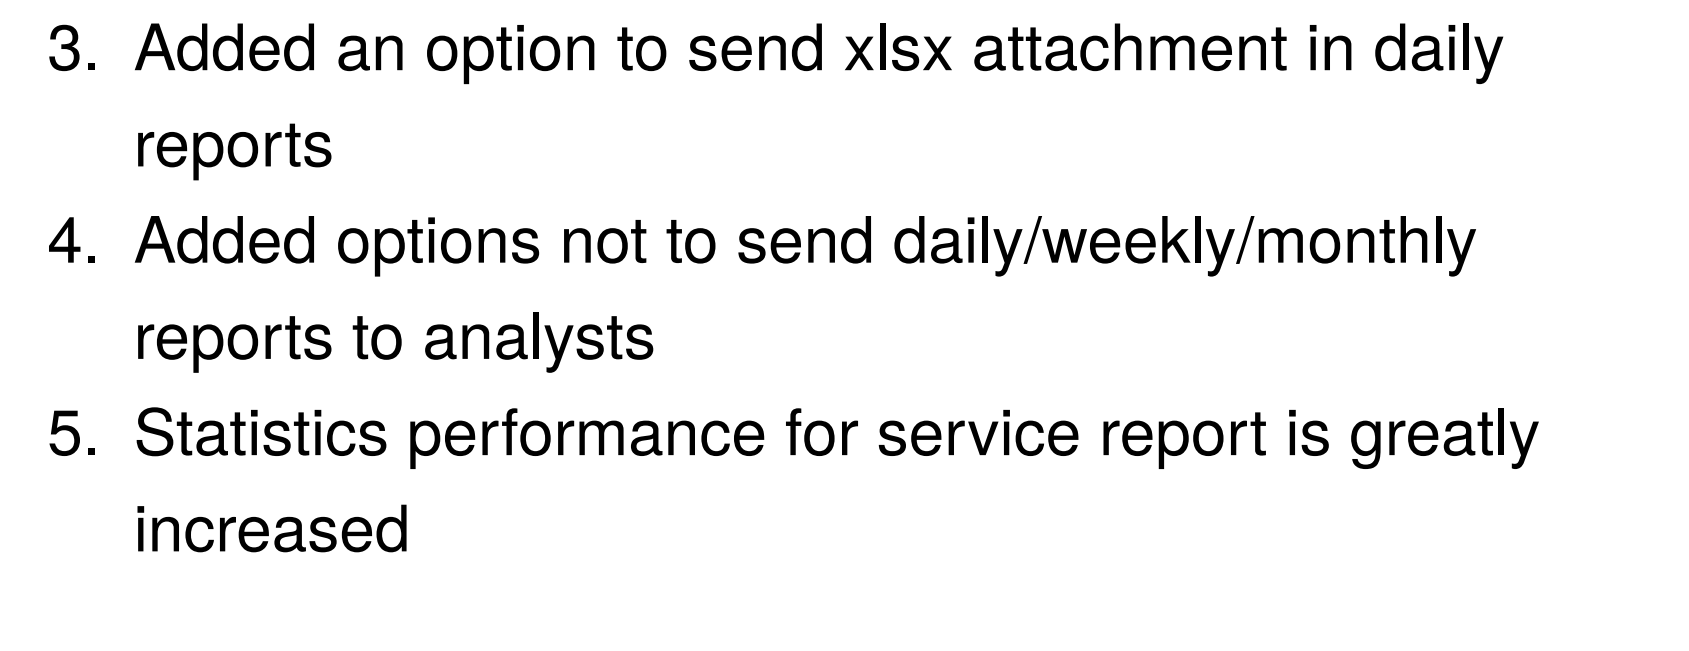 3. Added an option to send xlsx attachment in daily
reports
4. Added options not to send daily/weekly/monthly
reports to analysts
5. Statistics performance for service report is greatly
increased